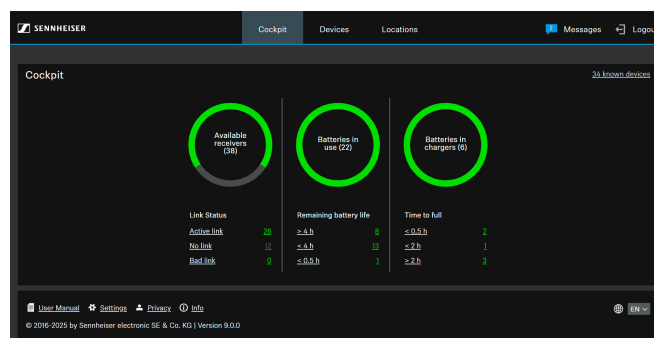 SENNHEISER
Cockpit
Devices
Locations
2
Messages
Logou
Cockpit
34 known devices
Available
receivers
(38)
Batteries in
use (22)
Batteries in
chargers (6)
Link Status
Active link 26
No link 12
Bad link 0
Remaining battery life
> 4 h 8
< 4 h 13
< 0.5 h 1
Time to full
< 0.5 h 2
< 2 h 1
> 2 h 3
User Manual
Settings
Privacy
Info
EN
© 2016-2025 by Sennheiser electronic SE & Co. KG | Version 9.0.0